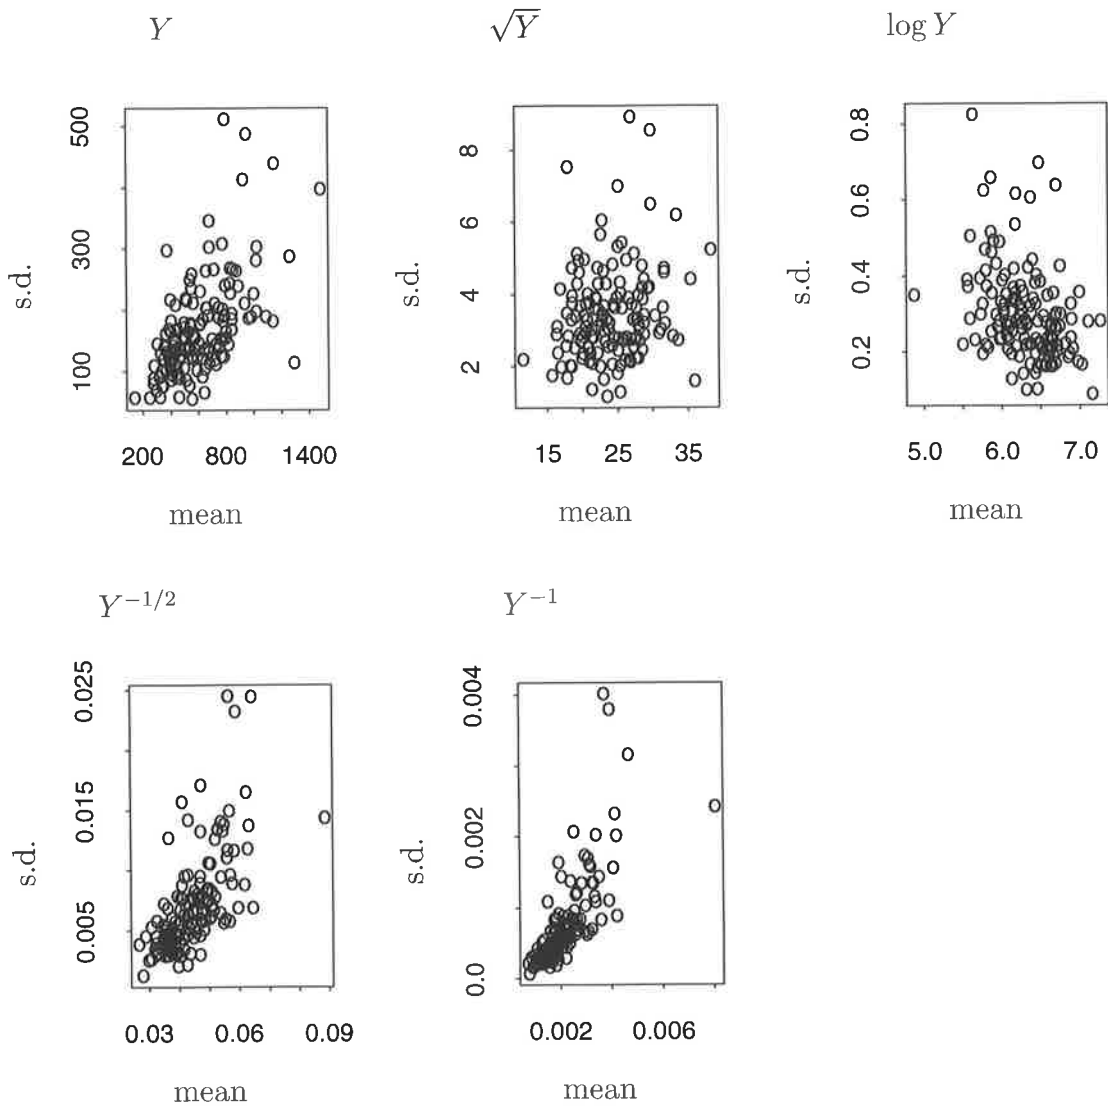 Y
500
300
100
s.d.
200 800 1400
mean
√Y
8
6
4
2
s.d.
15 25 35
mean
log Y
0.8
0.6
0.4
0.2
s.d.
5.0 6.0 7.0
mean
Y^{-1/2}
0.025
0.015
0.005
s.d.
0.03 0.06 0.09
mean
Y^{-1}
0.004
0.002
0.0
s.d.
0.002 0.006
mean